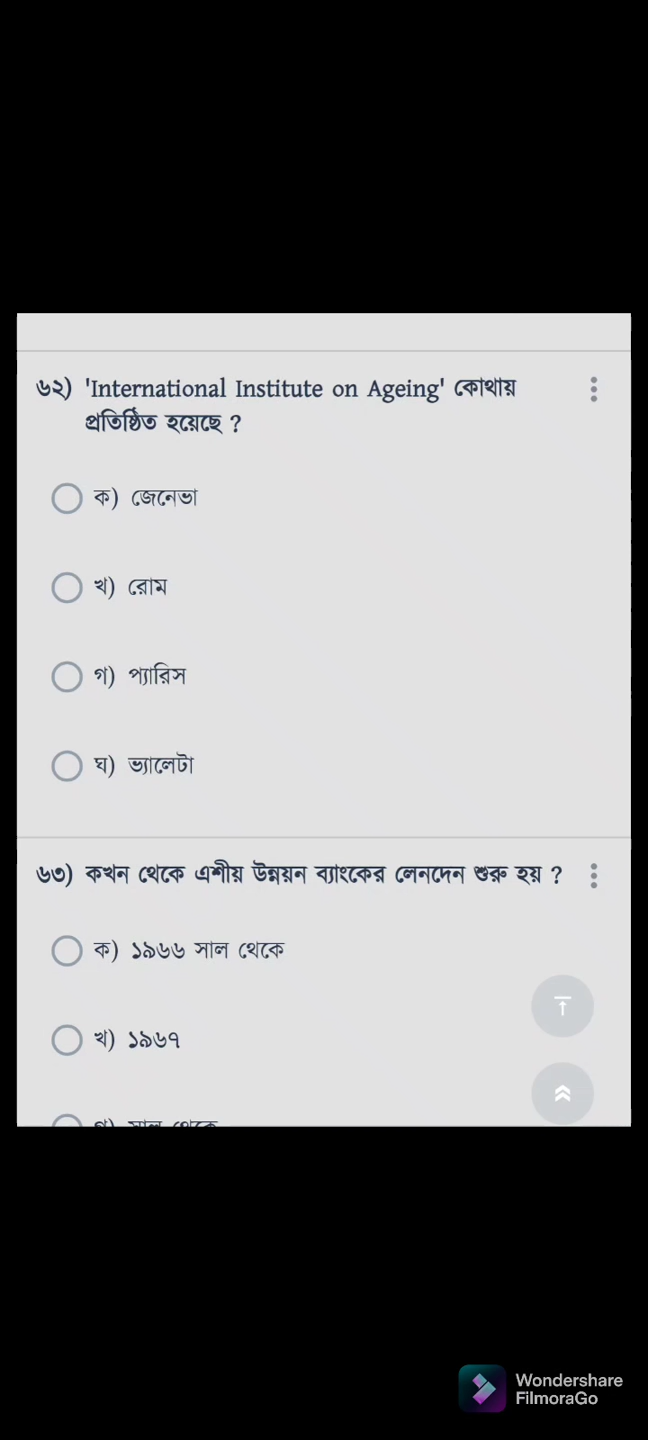 ৬২) 'International Institute on Ageing' কোথায়
প্রতিষ্ঠিত হয়েছে ?
ক) জেনেভা
খ) রোম
গ) প্যারিস
ঘ) ভ্যালেটা
৬৩) কখন থেকে এশীয় উন্নয়ন ব্যাংকের লেনদেন শুরু হয় ?
ক) ১৯৬৬ সাল থেকে
খ) ১৯৬৭
গ) সাল থেকে
Wondershare
FilmoraGo